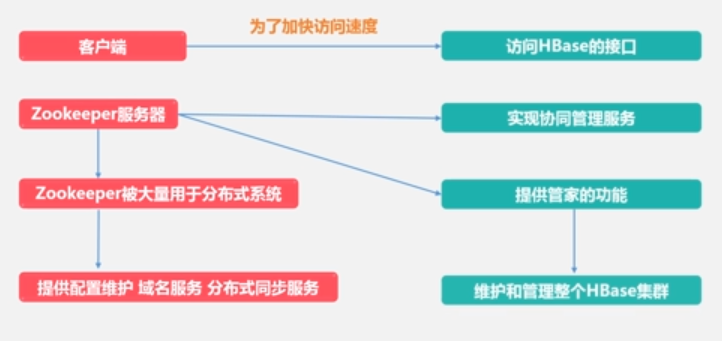 为了加快访问速度
客户端
访问HBase的接口
Zookeeper服务器
实现协同管理服务
Zookeeper被大量用于分布式系统
提供管家的功能
提供配置维护 域名服务 分布式同步服务
维护和管理整个HBase集群